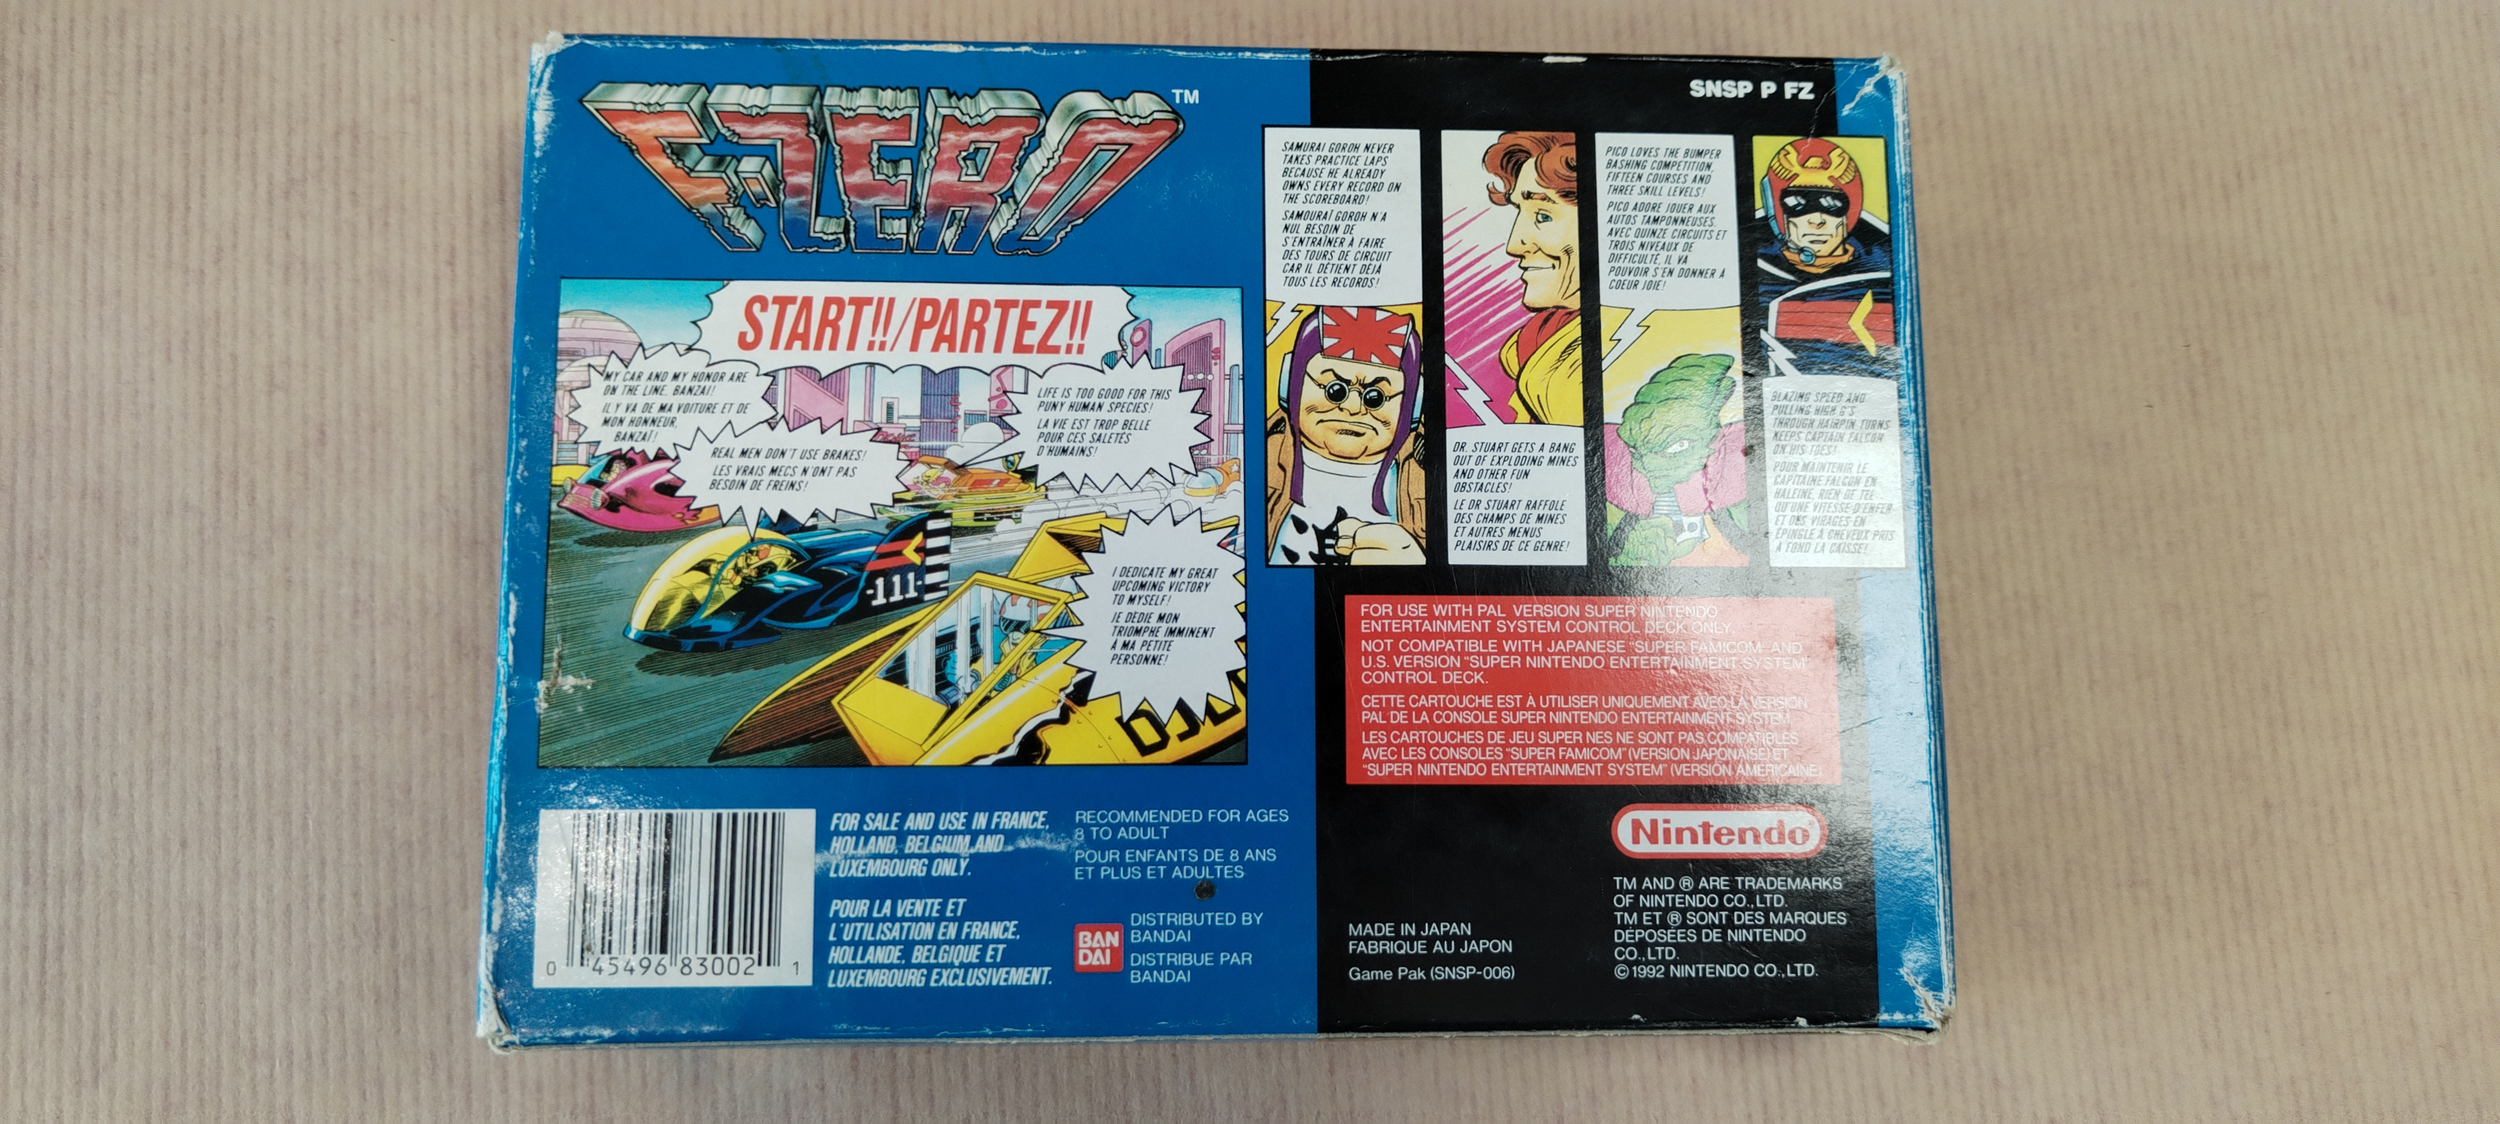 F-ZERO™
SNSP P FZ
START!!/PARTEZ!!
MY CAR AND MY HONOR ARE
ON THE LINE. BANZAI!
IL Y VA DE MA VOITURE ET DE
MON HONNEUR,
BANZAÏ!
REAL MEN DON'T USE BRAKES!
LES VRAIS MECS N'ONT PAS
BESOIN DE FREINS!
LIFE IS TOO GOOD FOR THIS
PUNY HUMAN SPECIES!
LA VIE EST TROP BELLE
POUR CES SALETÉS
D'HUMAINS!
I DEDICATE MY GREAT
UPCOMING VICTORY
TO MYSELF!
JE DÉDIE MON
TRIOMPHE IMMINENT
À MA PETITE
PERSONNE!
-111-
SAMURAI GOROH NEVER
TAKES PRACTICE LAPS
BECAUSE HE ALREADY
OWNS EVERY RECORD ON
THE SCOREBOARD!
SAMOURAÏ GOROH N'A
NUL BESOIN DE
S'ENTRAÎNER À FAIRE
DES TOURS DE CIRCUIT
CAR IL DÉTIENT DÉJÀ
TOUS LES RECORDS!
DR. STUART GETS A BANG
OUT OF EXPLODING MINES
AND OTHER FUN
OBSTACLES!
LE DR STUART RAFFOLE
DES CHAMPS DE MINES
ET AUTRES MENUS
PLAISIRS DE CE GENRE!
PICO LOVES THE BUMPER
BASHING COMPETITION,
FIFTEEN COURSES AND
THREE SKILL LEVELS!
PICO ADORE JOUER AUX
AUTOS TAMPONNEUSES.
AVEC QUINZE CIRCUITS ET
TROIS NIVEAUX DE
DIFFICULTÉ, IL VA
POUVOIR S'EN DONNER À
COEUR JOIE!
BLAZING SPEED AND
PULLING HIGH G'S
THROUGH HAIRPIN TURNS
KEEPS CAPTAIN FALCON
ON HIS TOES!
POUR MAINTENIR LE
CAPITAINE FALCON EN
HALEINE, RIEN DE TEL
QU'UNE VITESSE D'ENFER
ET DES VIRAGES EN
ÉPINGLE À CHEVEUX PRIS
À FOND LA CAISSE!
FOR USE WITH PAL VERSION SUPER NINTENDO
ENTERTAINMENT SYSTEM CONTROL DECK ONLY.
NOT COMPATIBLE WITH JAPANESE "SUPER FAMICOM" AND
U.S. VERSION "SUPER NINTENDO ENTERTAINMENT SYSTEM"
CONTROL DECK.
CETTE CARTOUCHE EST À UTILISER UNIQUEMENT AVEC LA VERSION
PAL DE LA CONSOLE SUPER NINTENDO ENTERTAINMENT SYSTEM.
LES CARTOUCHES DE JEU SUPER NES NE SONT PAS COMPATIBLES
AVEC LES CONSOLES "SUPER FAMICOM" (VERSION JAPONAISE) ET
"SUPER NINTENDO ENTERTAINMENT SYSTEM" (VERSION AMÉRICAINE)
0 45496 83002 1
FOR SALE AND USE IN FRANCE,
HOLLAND, BELGIUM AND
LUXEMBOURG ONLY.
POUR LA VENTE ET
L'UTILISATION EN FRANCE,
HOLLANDE, BELGIQUE ET
LUXEMBOURG EXCLUSIVEMENT.
RECOMMENDED FOR AGES
8 TO ADULT
POUR ENFANTS DE 8 ANS
ET PLUS ET ADULTES
BAN
DAI
DISTRIBUTED BY
BANDAI
DISTRIBUE PAR
BANDAI
MADE IN JAPAN
FABRIQUE AU JAPON
Game Pak (SNSP-006)
Nintendo®
TM AND ® ARE TRADEMARKS
OF NINTENDO CO., LTD.
TM ET ® SONT DES MARQUES
DÉPOSÉES DE NINTENDO
CO., LTD.
© 1992 NINTENDO CO., LTD.